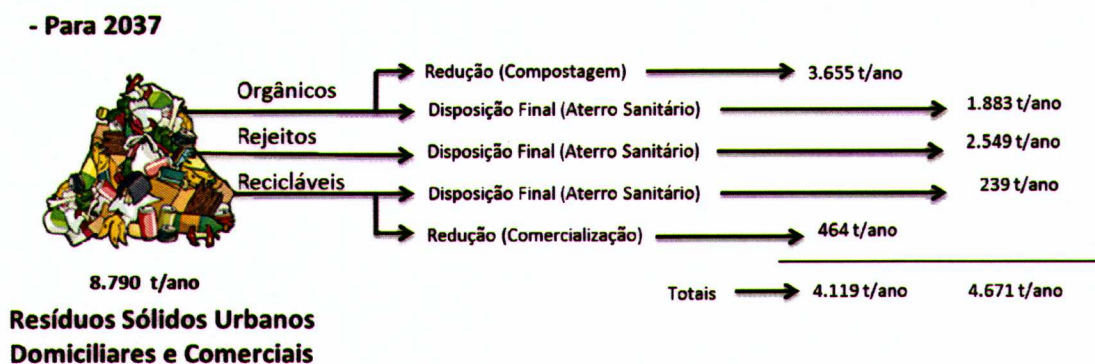 - Para 2037
Orgânicos
Redução (Compostagem) 3.655 t/ano
Disposição Final (Aterro Sanitário) 1.883 t/ano
Rejeitos
Disposição Final (Aterro Sanitário) 2.549 t/ano
Recicláveis
Disposição Final (Aterro Sanitário) 239 t/ano
Redução (Comercialização) 464 t/ano
8.790 t/ano
Totais 4.119 t/ano 4.671 t/ano
Resíduos Sólidos Urbanos
Domiciliares e Comerciais